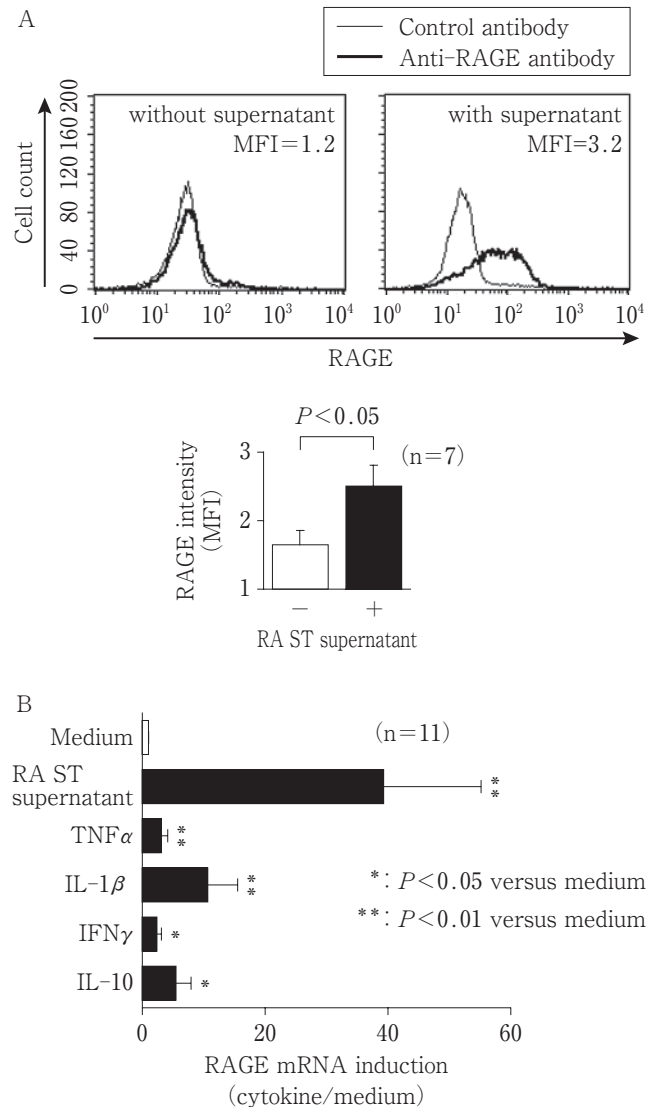 A
Control antibody
Anti-RAGE antibody
without supernatant
MFI=1.2
with supernatant
MFI=3.2
Cell count
200
160
120
80
40
0
10⁰ 10¹ 10² 10³ 10⁴
10⁰ 10¹ 10² 10³ 10⁴
RAGE
P<0.05
(n=7)
RAGE intensity
(MFI)
3
2
1
− +
RA ST supernatant
B
(n=11)
Medium
RA ST
supernatant
**
TNFα
**
IL-1β
**
IFNγ
*
IL-10
*
*: P<0.05 versus medium
**: P<0.01 versus medium
0 20 40 60
RAGE mRNA induction
(cytokine/medium)